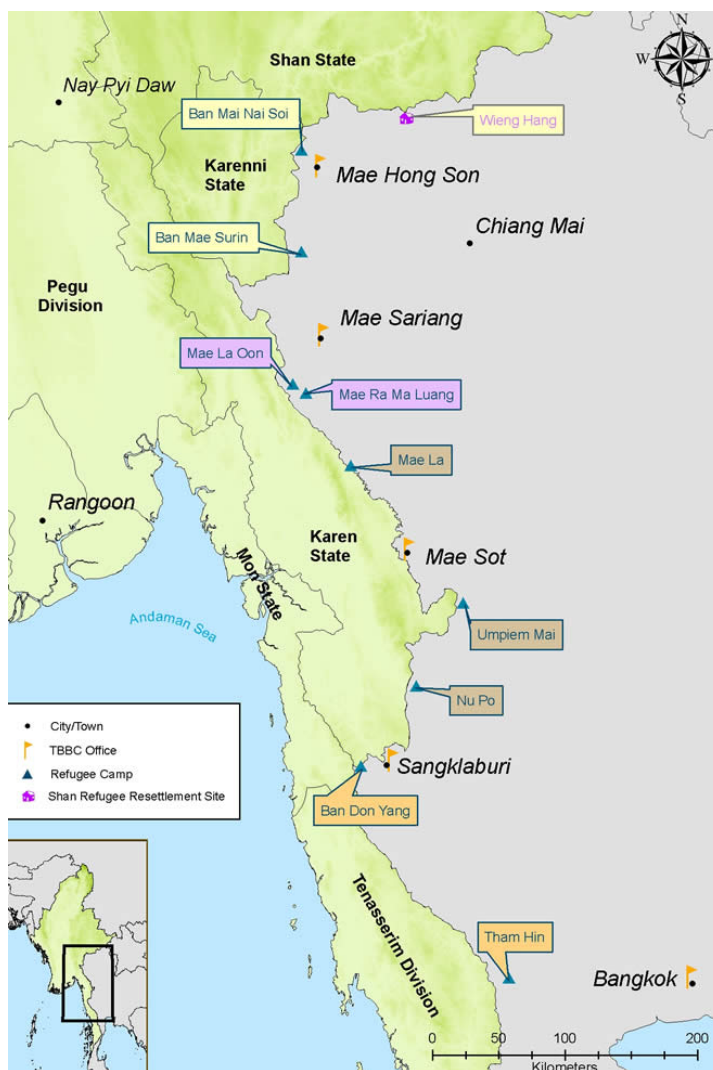 Shan State
N
W
E
S
Nay Pyi Daw
Ban Mai Nai Soi
Wieng Hang
Karenni
State
Mae Hong Son
Chiang Mai
Ban Mae Surin
Pegu
Division
Mae Sariang
Mae La Oon
Mae Ra Ma Luang
Mae La
Rangoon
Karen
State
Mae Sot
Mon State
Andaman Sea
Umpiem Mai
Nu Po
City/Town
TBBC Office
Refugee Camp
Shan Refugee Resettlement Site
Sangklaburi
Ban Don Yang
Tenasserim Division
Tham Hin
Bangkok
0 50 100 200
Kilometers